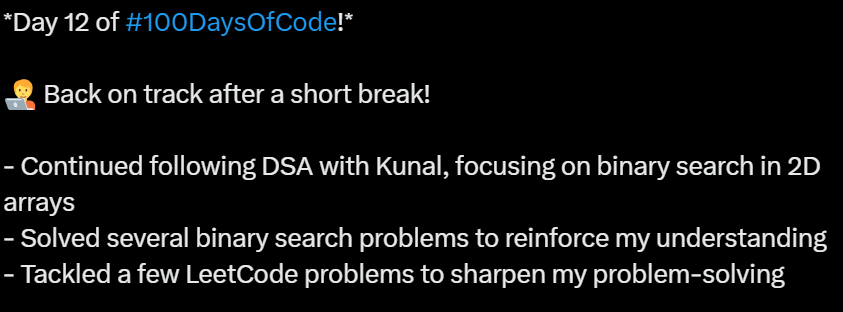 *Day 12 of #100DaysOfCode!*
🧑‍💻 Back on track after a short break!
- Continued following DSA with Kunal, focusing on binary search in 2D
arrays
- Solved several binary search problems to reinforce my understanding
- Tackled a few LeetCode problems to sharpen my problem-solving